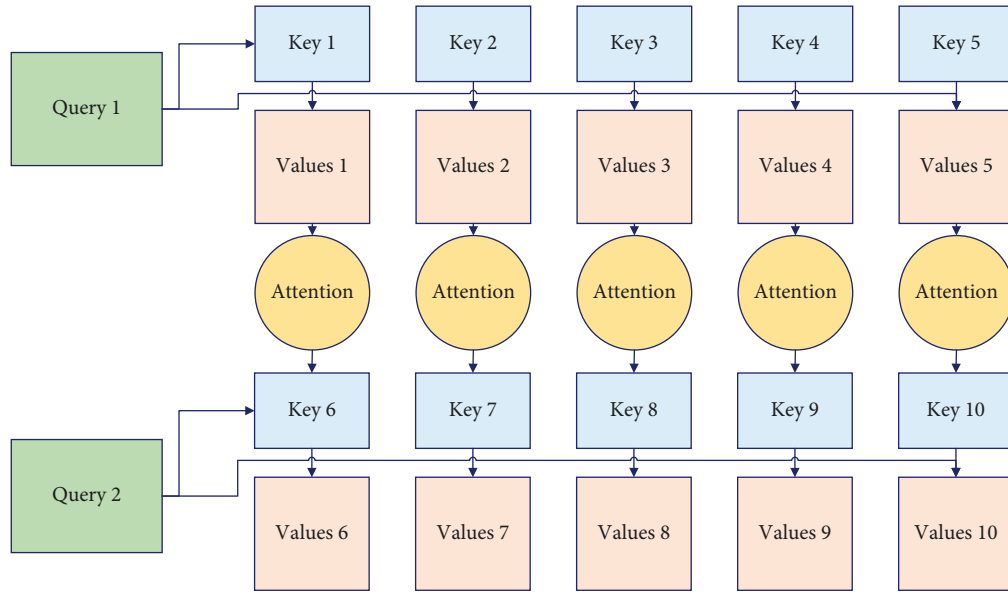 Key 1
Key 2
Key 3
Key 4
Key 5
Query 1
Values 1
Values 2
Values 3
Values 4
Values 5
Attention
Attention
Attention
Attention
Attention
Key 6
Key 7
Key 8
Key 9
Key 10
Query 2
Values 6
Values 7
Values 8
Values 9
Values 10